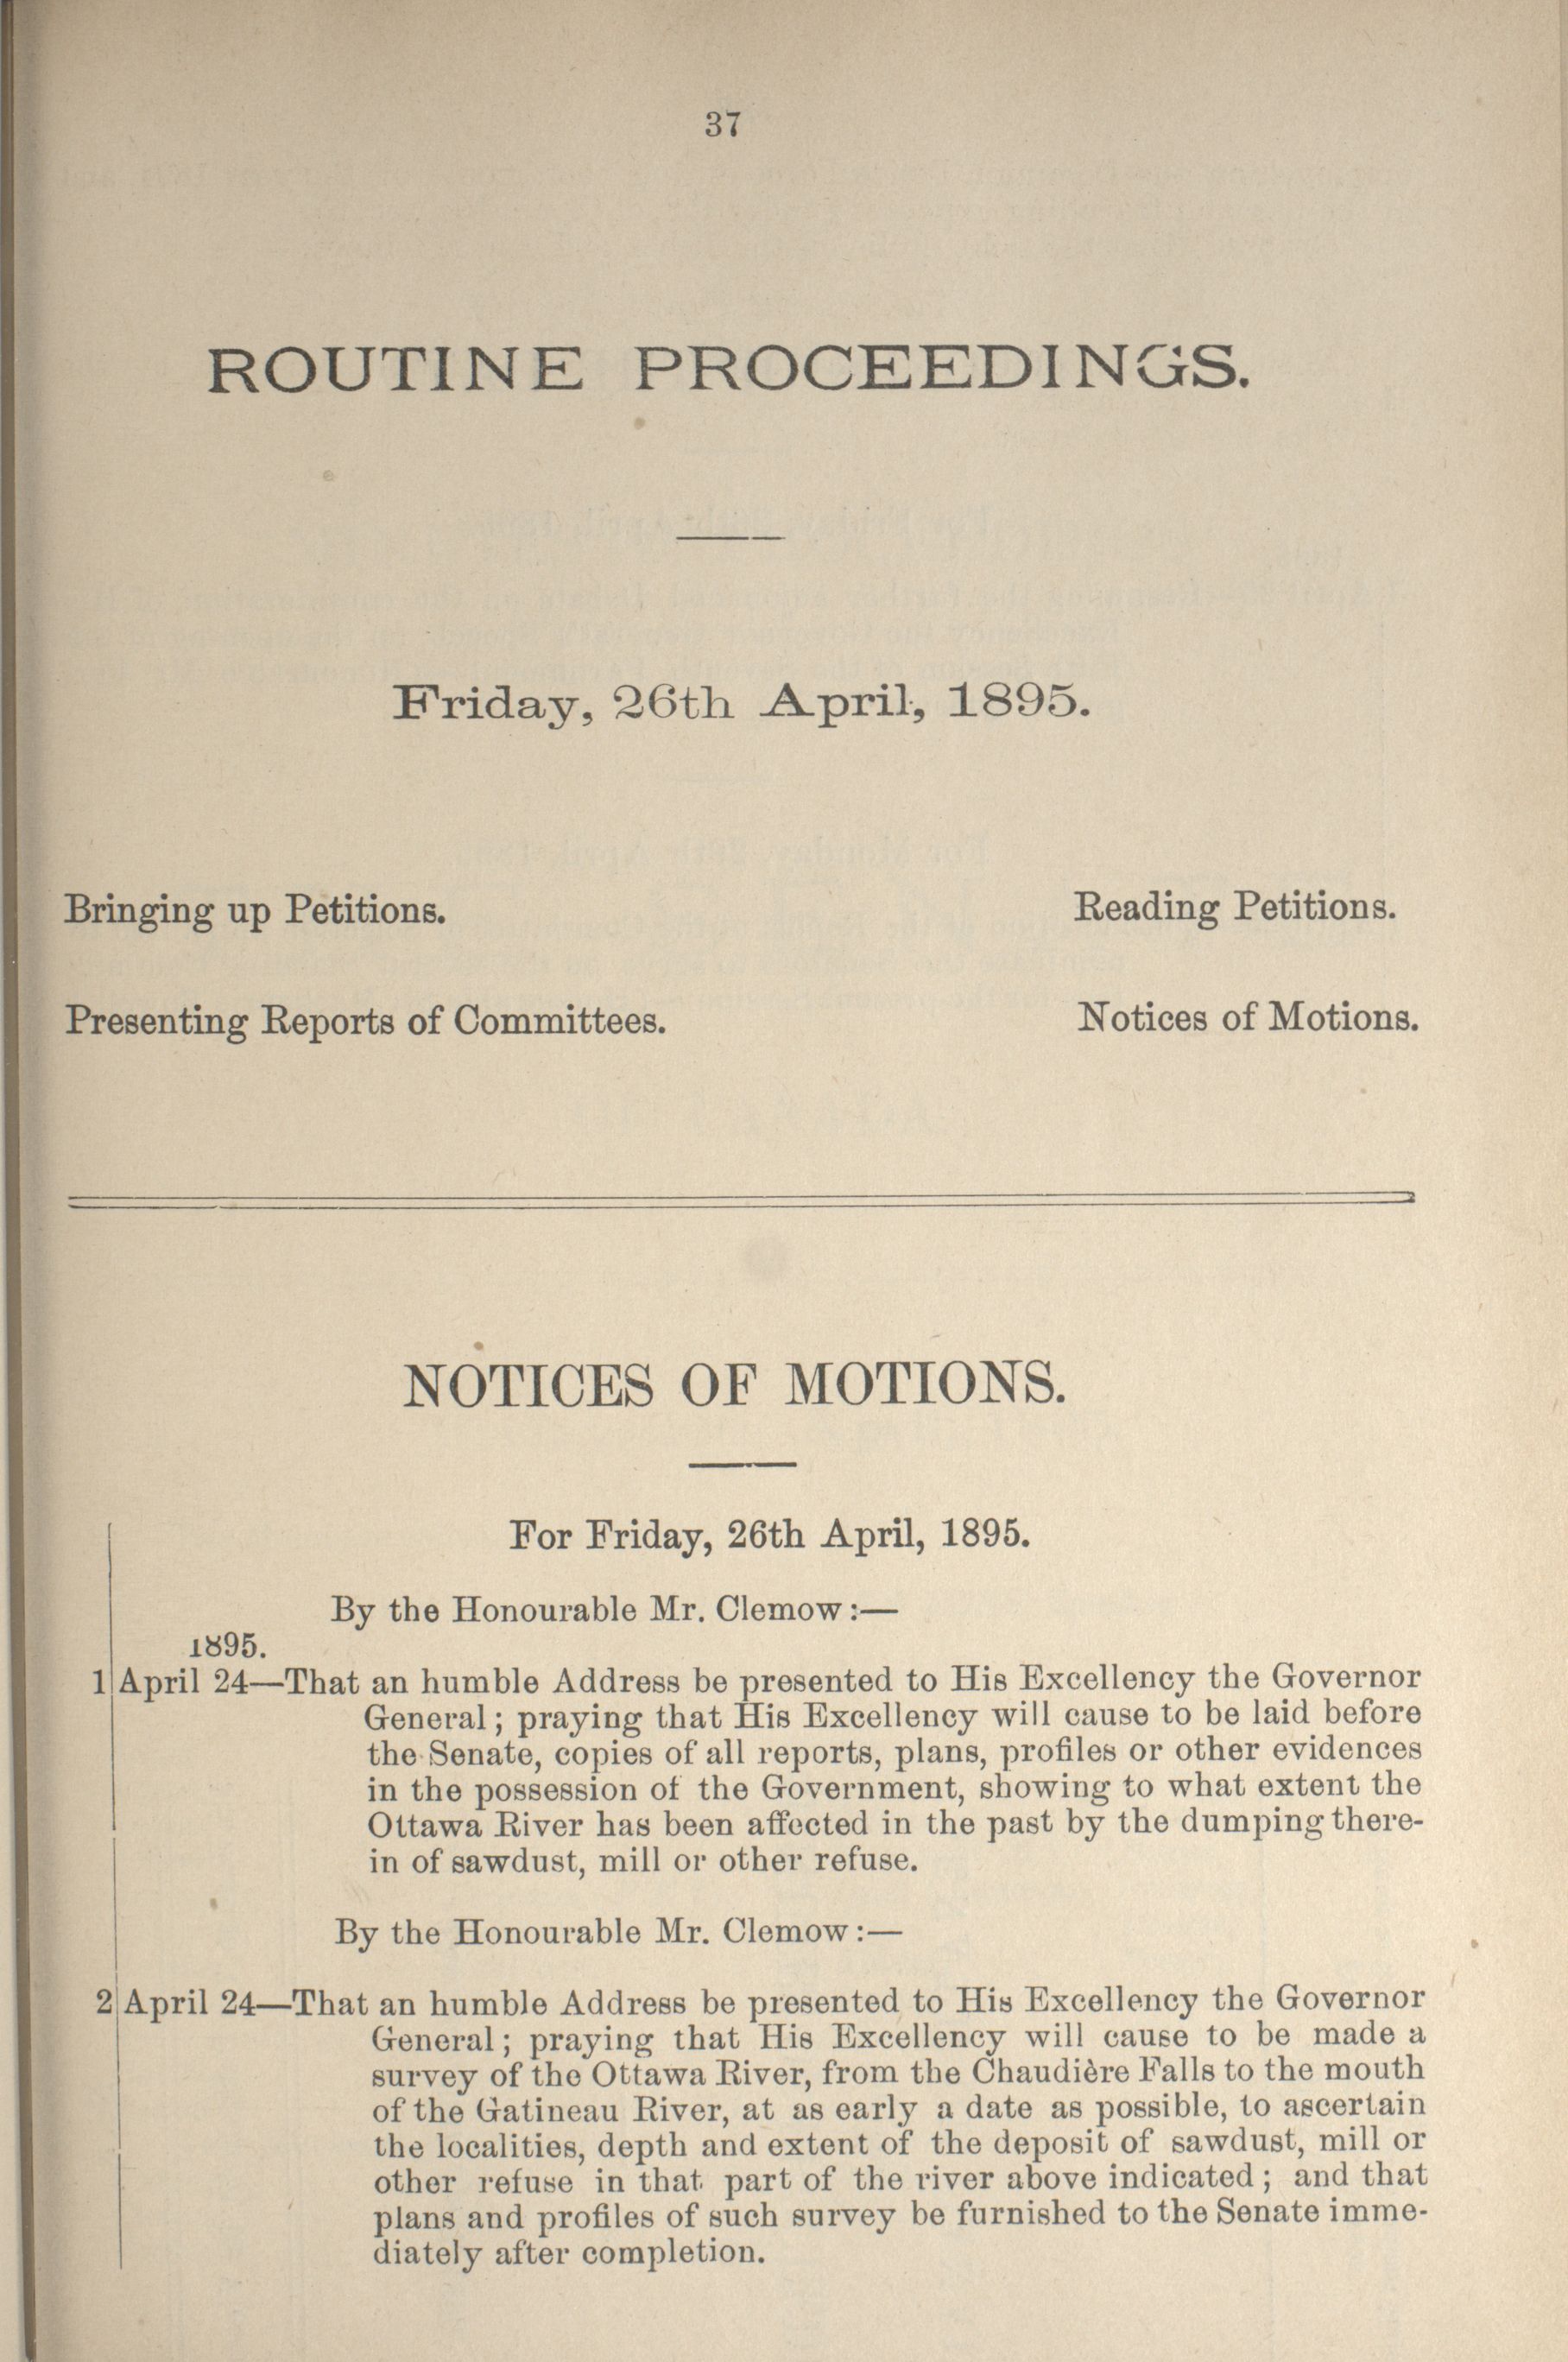 37
ROUTINE PROCEEDINGS.
Friday, 26th April, 1895.
Bringing up Petitions.
Reading Petitions.
Presenting Reports of Committees.
Notices of Motions.
NOTICES OF MOTIONS.
For Friday, 26th April, 1895.
By the Honourable Mr. Clemow:—
1895.
1 April 24—That an humble Address be presented to His Excellency the Governor
General; praying that His Excellency will cause to be laid before
the Senate, copies of all reports, plans, profiles or other evidences
in the possession of the Government, showing to what extent the
Ottawa River has been affected in the past by the dumping there-
in of sawdust, mill or other refuse.
By the Honourable Mr. Clemow:—
2 April 24—That an humble Address be presented to His Excellency the Governor
General; praying that His Excellency will cause to be made a
survey of the Ottawa River, from the Chaudière Falls to the mouth
of the Gatineau River, at as early a date as possible, to ascertain
the localities, depth and extent of the deposit of sawdust, mill or
other refuse in that part of the river above indicated; and that
plans and profiles of such survey be furnished to the Senate imme-
diately after completion.